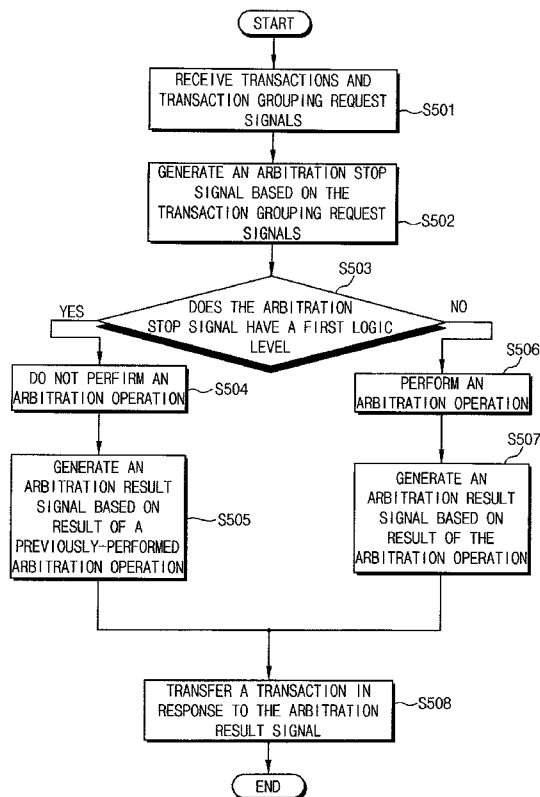 START
RECEIVE TRANSACTIONS AND
TRANSACTION GROUPING REQUEST
SIGNALS
S501
GENERATE AN ARBITRATION STOP
SIGNAL BASED ON THE
TRANSACTION GROUPING REQUEST
SIGNALS
S502
S503
YES
DOES THE ARBITRATION
STOP SIGNAL HAVE A FIRST LOGIC
LEVEL
NO
DO NOT PERFIRM AN
ARBITRATION OPERATION
S504
S506
PERFORM AN
ARBITRATION OPERATION
GENERATE AN
ARBITRATION RESULT
SIGNAL BASED ON
RESULT OF A
PREVIOUSLY-PERFORMED
ARBITRATION OPERATION
S505
S507
GENERATE AN
ARBITRATION RESULT
SIGNAL BASED ON
RESULT OF THE
ARBITRATION OPERATION
TRANSFER A TRANSACTION IN
RESPONSE TO THE ARBITRATION
RESULT SIGNAL
S508
END